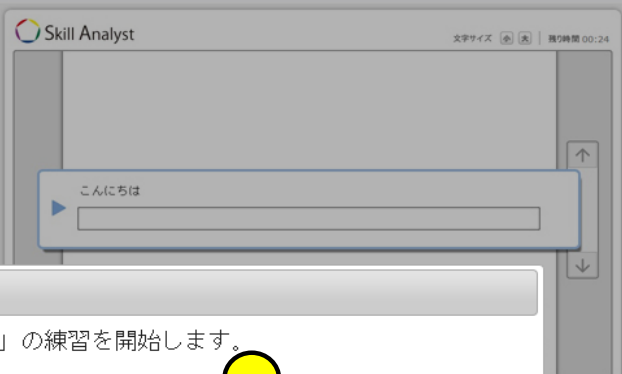 Skill Analyst
文字サイズ 小 大 | 残り時間 00:24
こんにちは
」の練習を開始します。